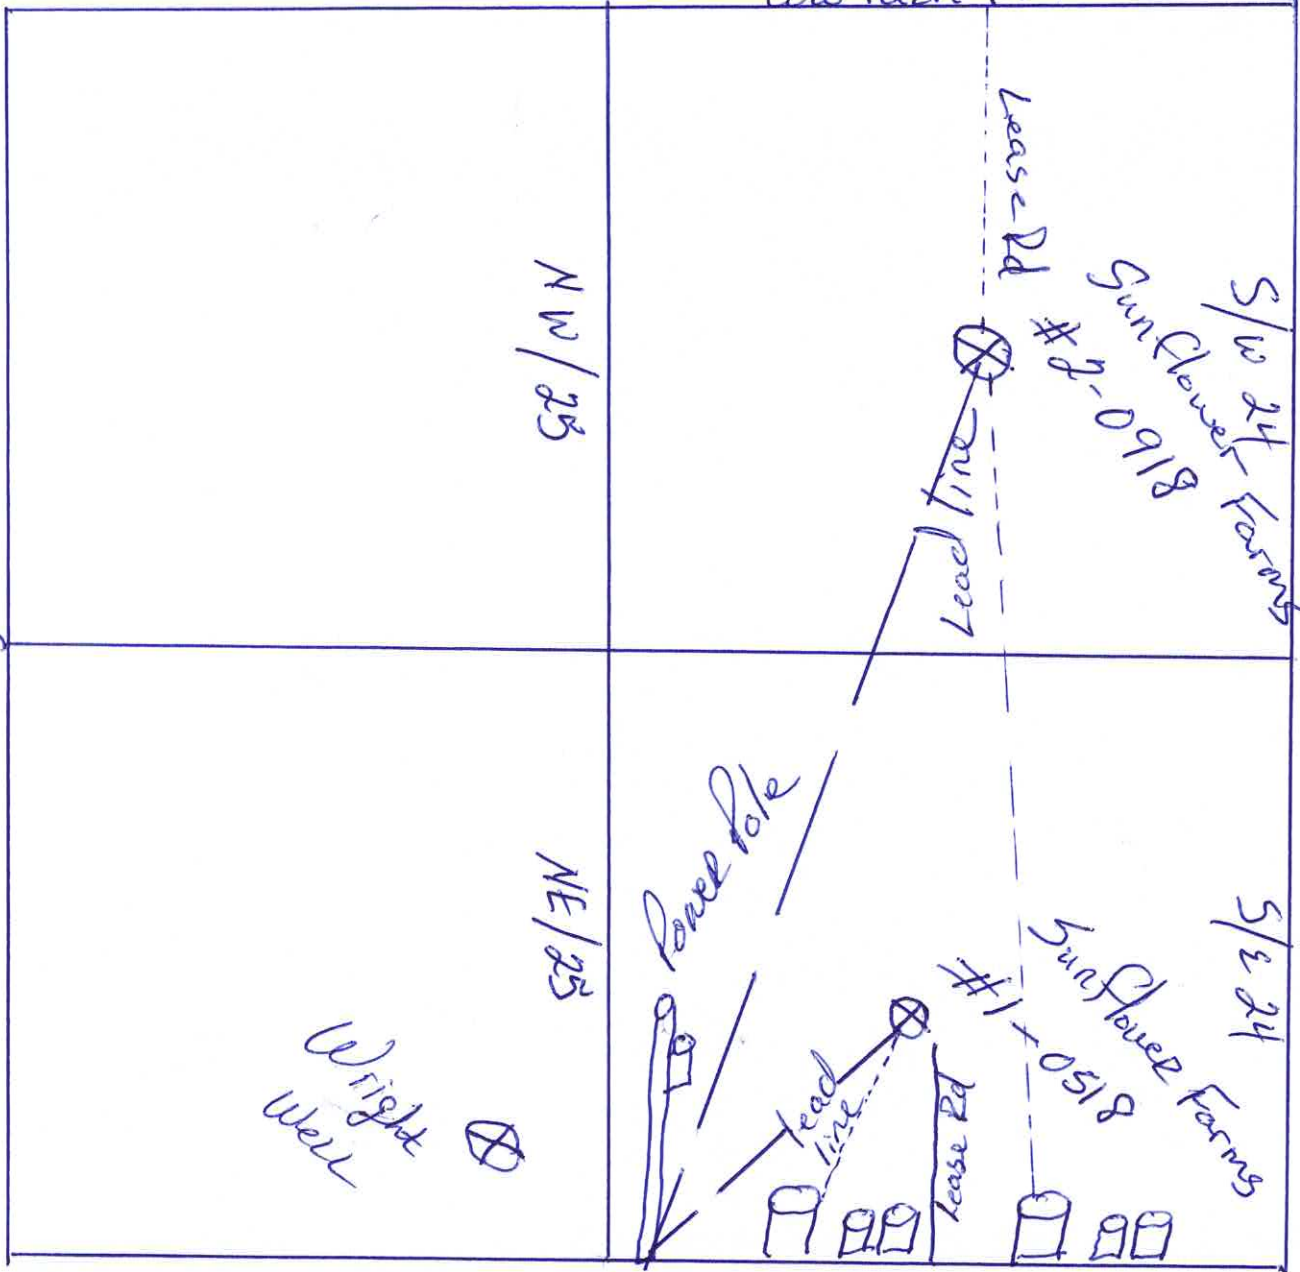 Lease Rd
S/W 24
Sunflower Farms
#2-0918
Lead line
NW/25
S/E 24
Sunflower Farms
#1-0518
Power Pole
Lead
line
Lease Rd
NE/25
Wright
Well